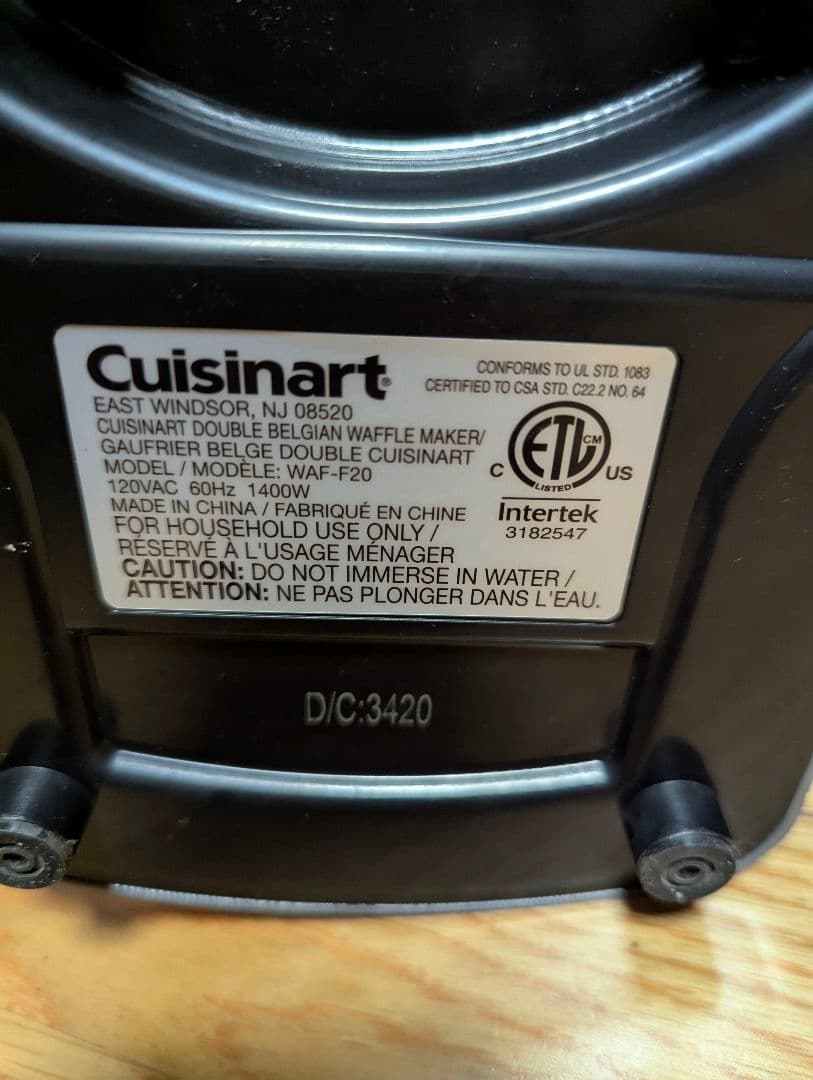 Cuisinart®
EAST WINDSOR, NJ 08520
CUISINART DOUBLE BELGIAN WAFFLE MAKER/
GAUFRIER BELGE DOUBLE CUISINART
MODEL / MODÈLE: WAF-F20
120VAC 60Hz 1400W
MADE IN CHINA / FABRIQUÉ EN CHINE
FOR HOUSEHOLD USE ONLY /
RÉSERVÉ À L'USAGE MÉNAGER
CAUTION: DO NOT IMMERSE IN WATER /
ATTENTION: NE PAS PLONGER DANS L'EAU.
CONFORMS TO UL STD. 1083
CERTIFIED TO CSA STD. C22.2 NO. 64
ETL CM
C US
LISTED
Intertek
3182547
D/C:3420